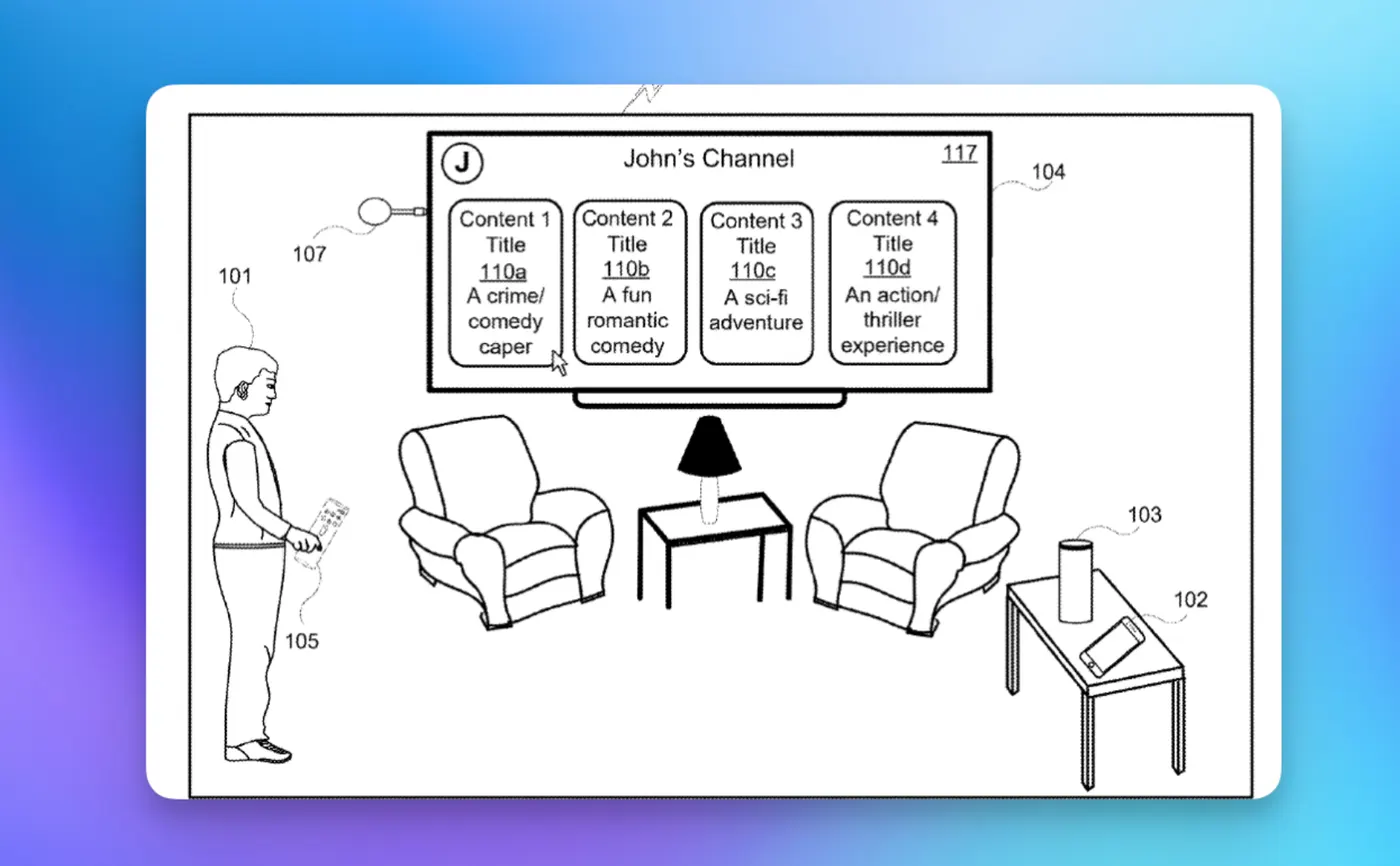 J
John's Channel
117
104
107
101
Content 1
Title
110a
A crime/
comedy
caper
Content 2
Title
110b
A fun
romantic
comedy
Content 3
Title
110c
A sci-fi
adventure
Content 4
Title
110d
An action/
thriller
experience
103
102
105